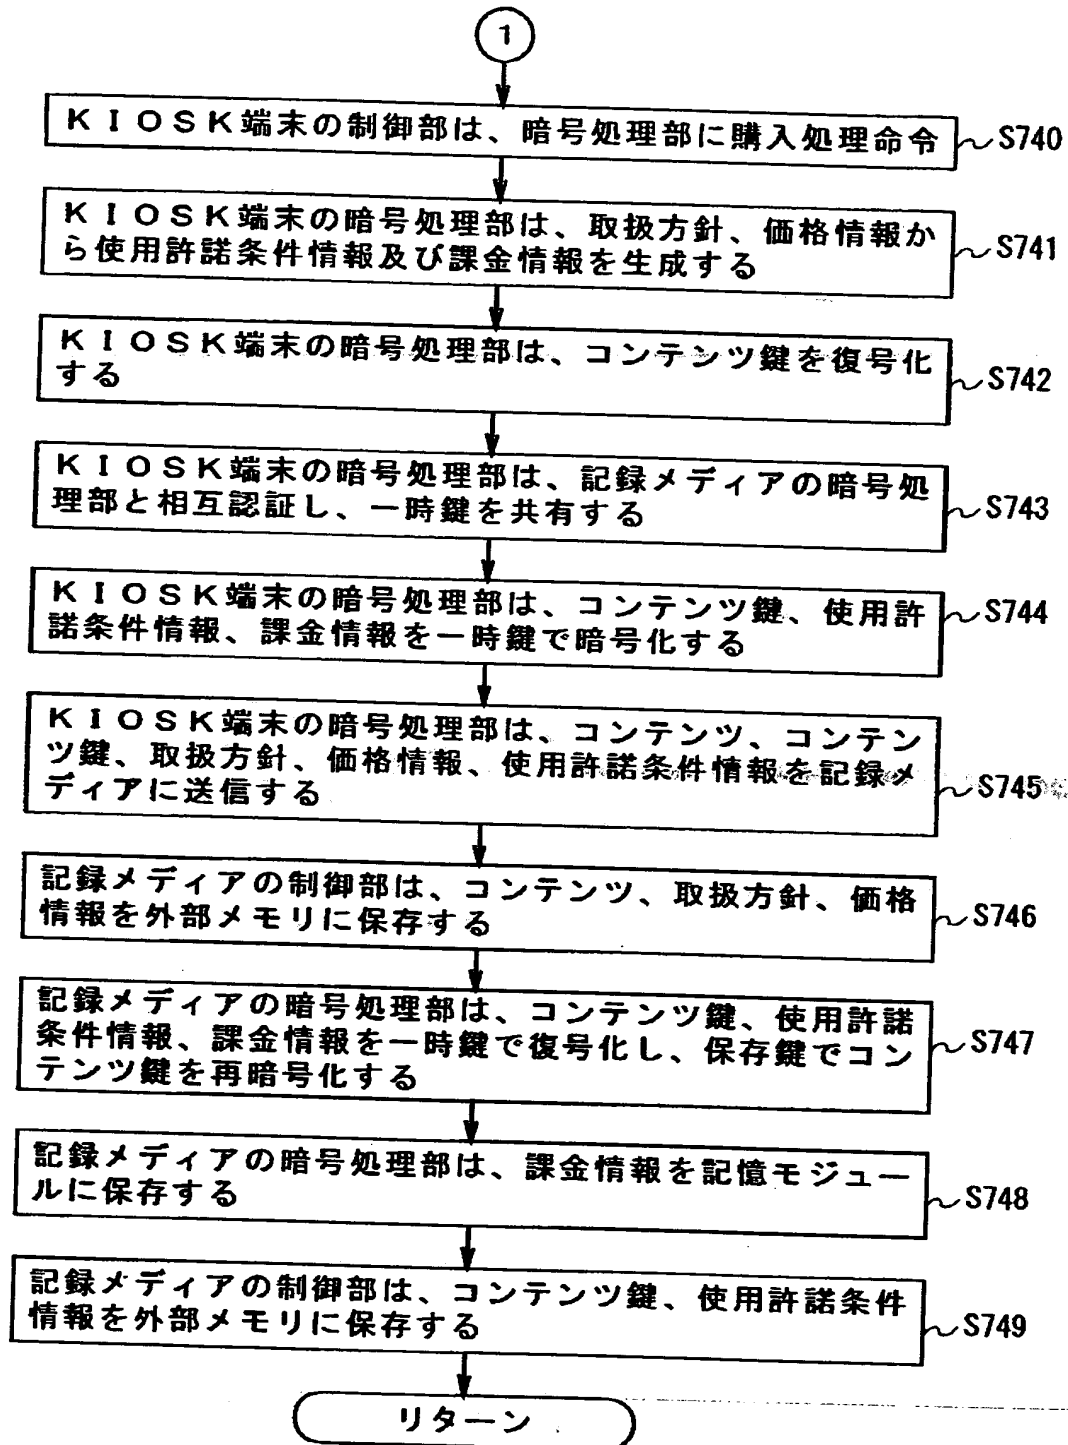 1
KIOSK端末の制御部は、暗号処理部に購入処理命令
S740
KIOSK端末の暗号処理部は、取扱方針、価格情報か
ら使用許諾条件情報及び課金情報を生成する
S741
KIOSK端末の暗号処理部は、コンテンツ鍵を復号化
する
S742
KIOSK端末の暗号処理部は、記録メディアの暗号処
理部と相互認証し、一時鍵を共有する
S743
KIOSK端末の暗号処理部は、コンテンツ鍵、使用許
諾条件情報、課金情報を一時鍵で暗号化する
S744
KIOSK端末の暗号処理部は、コンテンツ、コンテン
ツ鍵、取扱方針、価格情報、使用許諾条件情報を記録メ
ディアに送信する
S745
記録メディアの制御部は、コンテンツ、取扱方針、価格
情報を外部メモリに保存する
S746
記録メディアの暗号処理部は、コンテンツ鍵、使用許諾
条件情報、課金情報を一時鍵で復号化し、保存鍵でコン
テンツ鍵を再暗号化する
S747
記録メディアの暗号処理部は、課金情報を記憶モジュー
ルに保存する
S748
記録メディアの制御部は、コンテンツ鍵、使用許諾条件
情報を外部メモリに保存する
S749
リターン